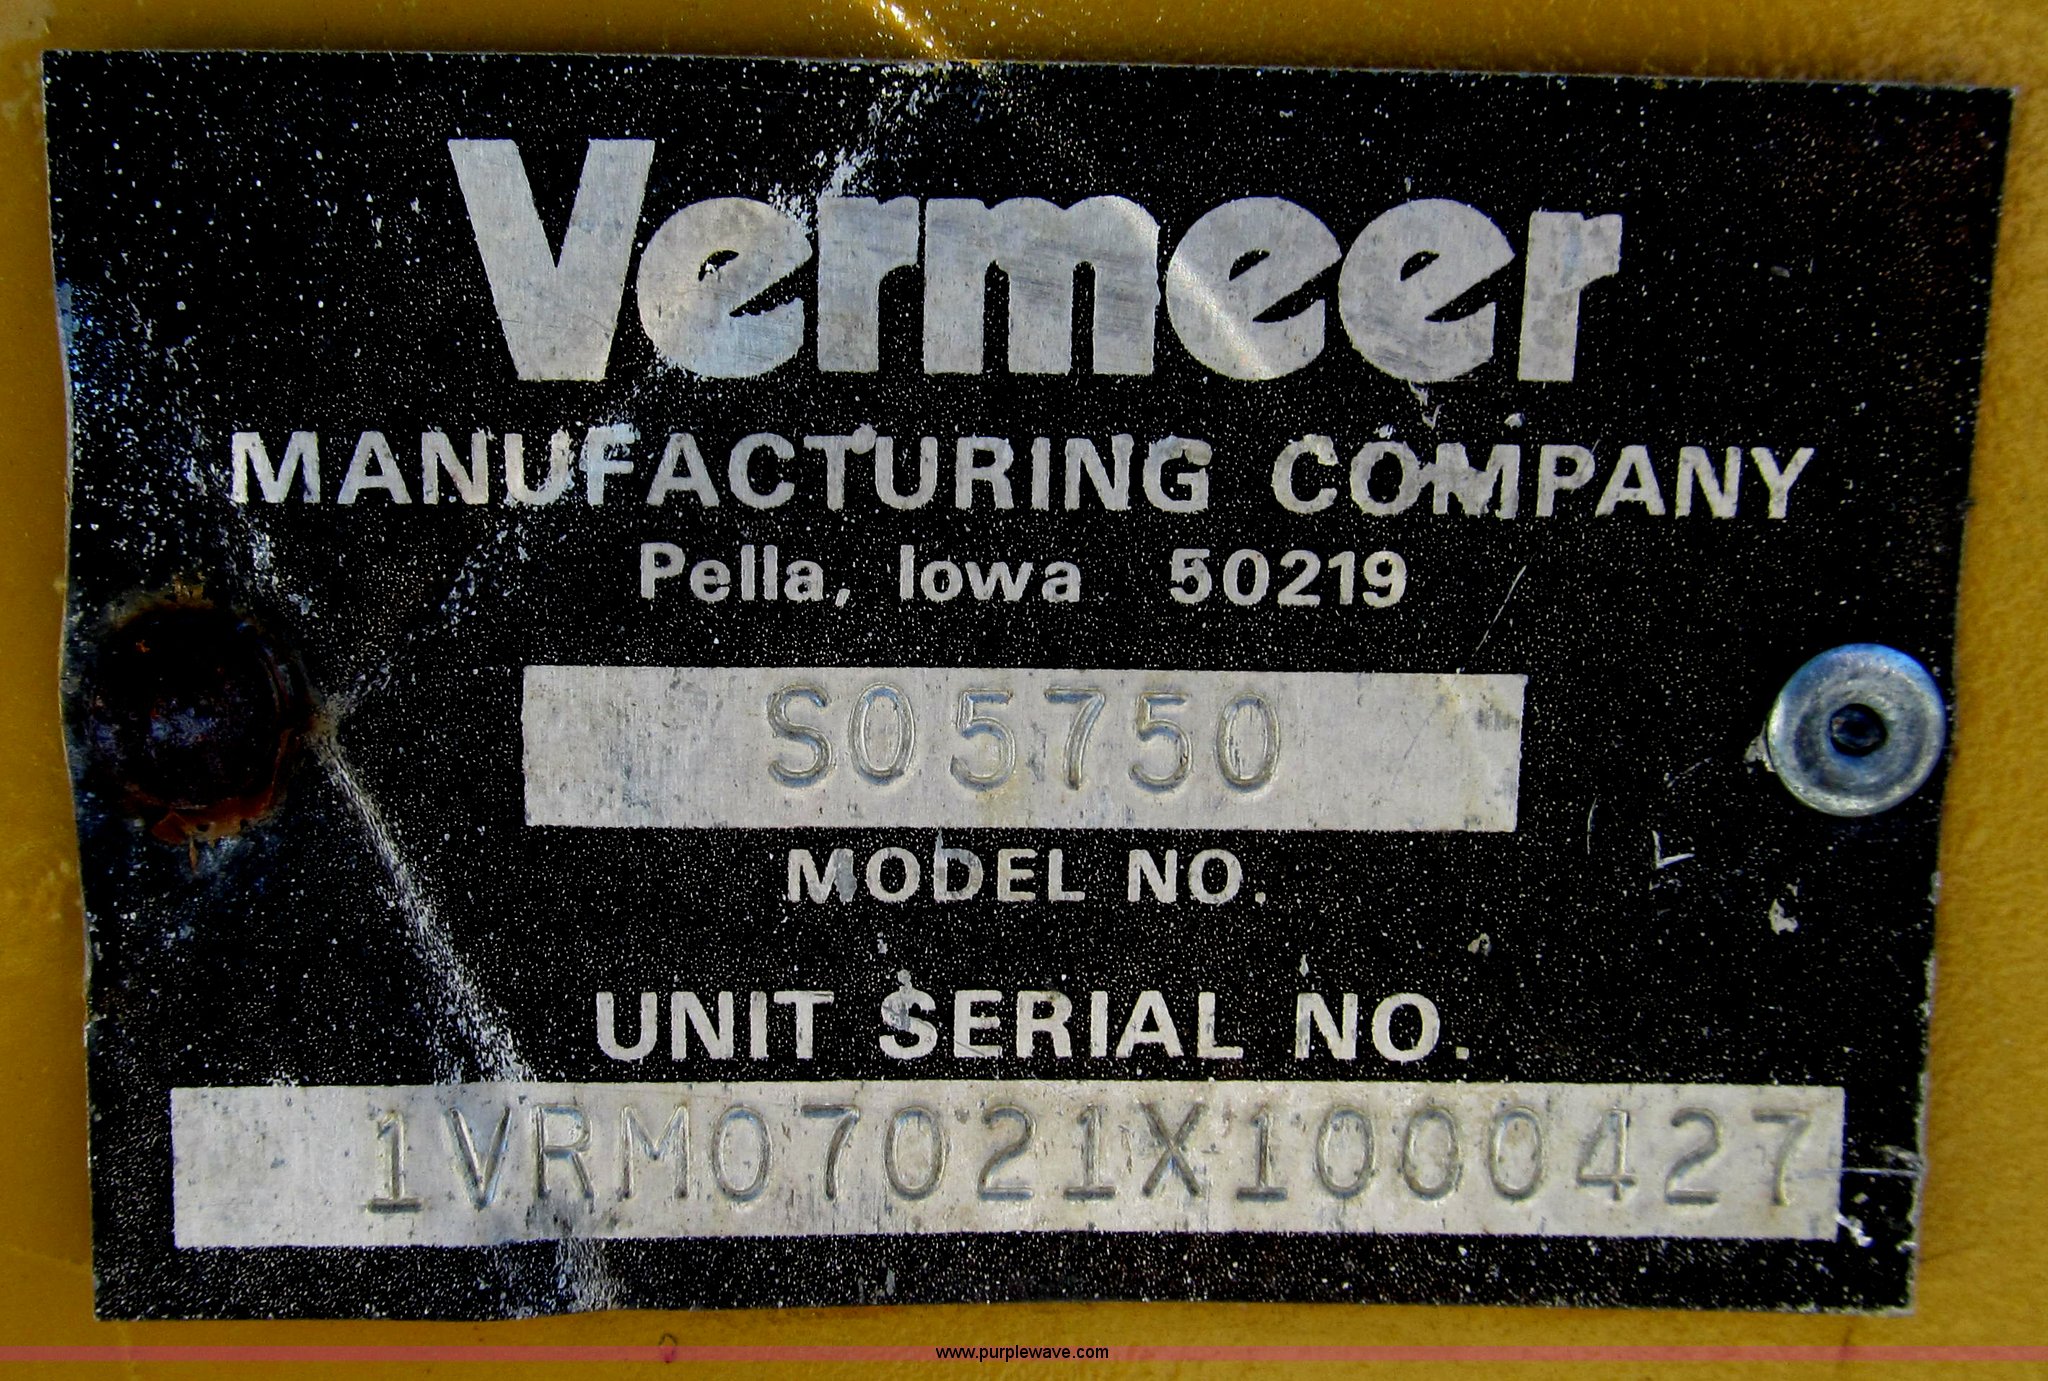 Vermeer
MANUFACTURING COMPANY
Pella, Iowa 50219
S05750
MODEL NO.
UNIT SERIAL NO.
1VRM07021X1000427
www.purplewave.com